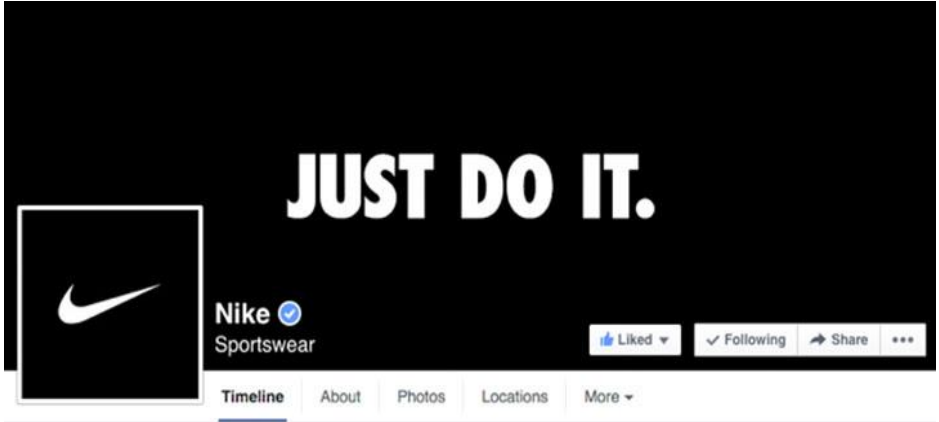 JUST DO IT.
Nike
Sportswear
Liked
Following
Share
Timeline
About
Photos
Locations
More